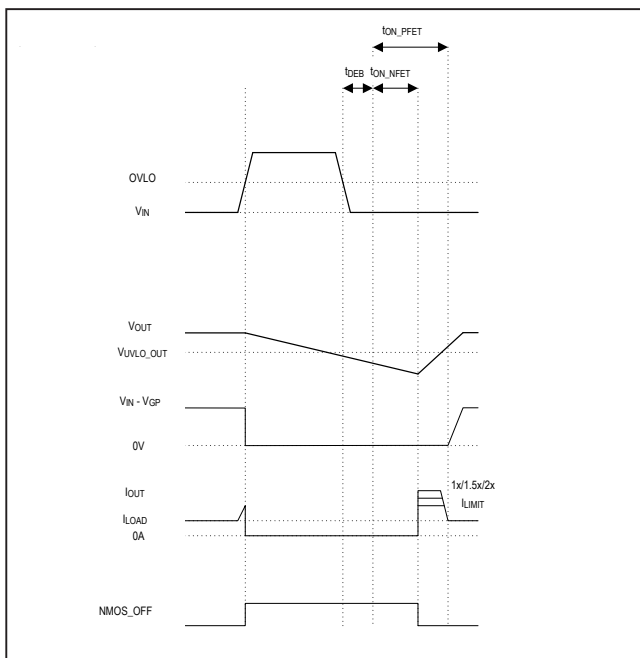 tON_PFET
tDEB tON_NFET
OVLO
VIN
VOUT
VUVLO_OUT
VIN - VGP
0V
IOUT
1x/1.5x/2x
ILIMIT
ILOAD
0A
NMOS_OFF